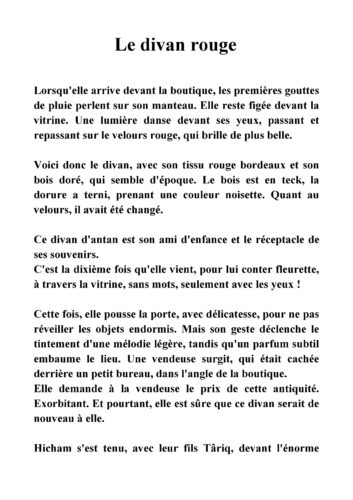 Le divan rouge
Lorsqu'elle arrive devant la boutique, les premières gouttes
de pluie perlent sur son manteau. Elle reste figée devant la
vitrine. Une lumière danse devant ses yeux, passant et
repassant sur le velours rouge, qui brille de plus belle.
Voici donc le divan, avec son tissu rouge bordeaux et son
bois doré, qui semble d'époque. Le bois est en teck, la
dorure a terni, prenant une couleur noisette. Quant au
velours, il avait été changé.
Ce divan d'antan est son ami d'enfance et le réceptacle de
ses souvenirs.
C'est la dixième fois qu'elle vient, pour lui conter fleurette,
à travers la vitrine, sans mots, seulement avec les yeux !
Cette fois, elle pousse la porte, avec délicatesse, pour ne pas
réveiller les objets endormis. Mais son geste déclenche le
tintement d'une mélodie légère, tandis qu'un parfum subtil
embaume le lieu. Une vendeuse surgit, qui était cachée
derrière un petit bureau, dans l'angle de la boutique.
Elle demande à la vendeuse le prix de cette antiquité.
Exorbitant. Et pourtant, elle est sûre que ce divan serait de
nouveau à elle.
Hicham s'est tenu, avec leur fils Târiq, devant l'énorme